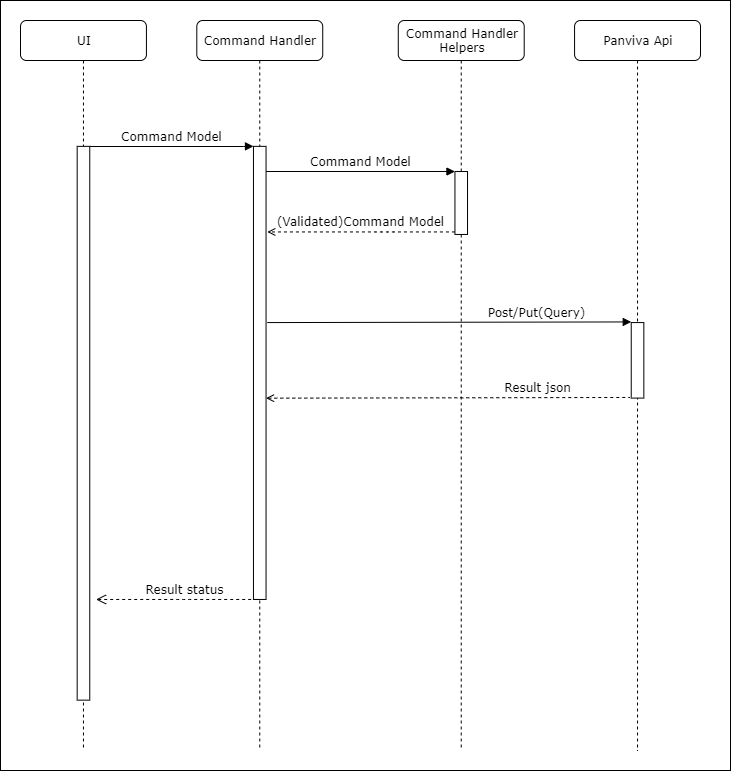 UI
Command Handler
Command Handler
Helpers
Panviva Api
Command Model
Command Model
(Validated)Command Model
Post/Put(Query)
Result json
Result status